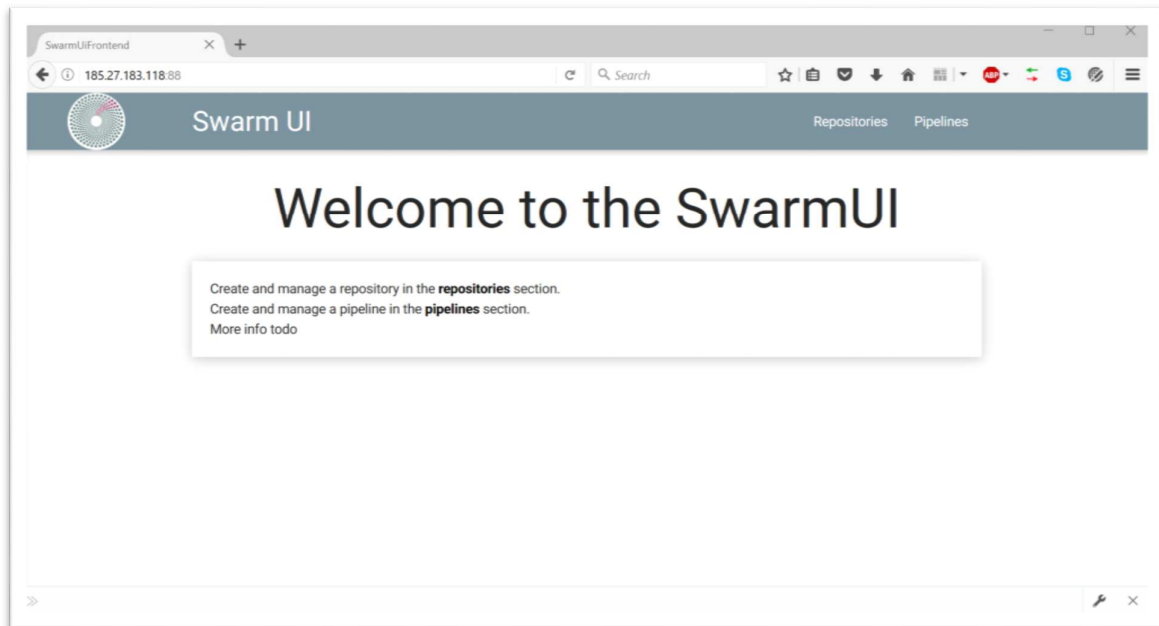 SwarmUiFrontend
185.27.183.118:88
Search
ABP
S
Swarm UI
Repositories
Pipelines
Welcome to the SwarmUI
Create and manage a repository in the repositories section.
Create and manage a pipeline in the pipelines section.
More info todo